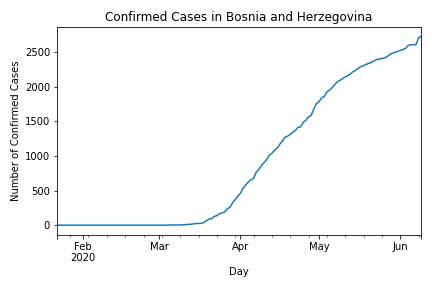 Confirmed Cases in Bosnia and Herzegovina
Number of Confirmed Cases
2500
2000
1500
1000
500
0
Feb
2020
Mar
Apr
May
Jun
Day